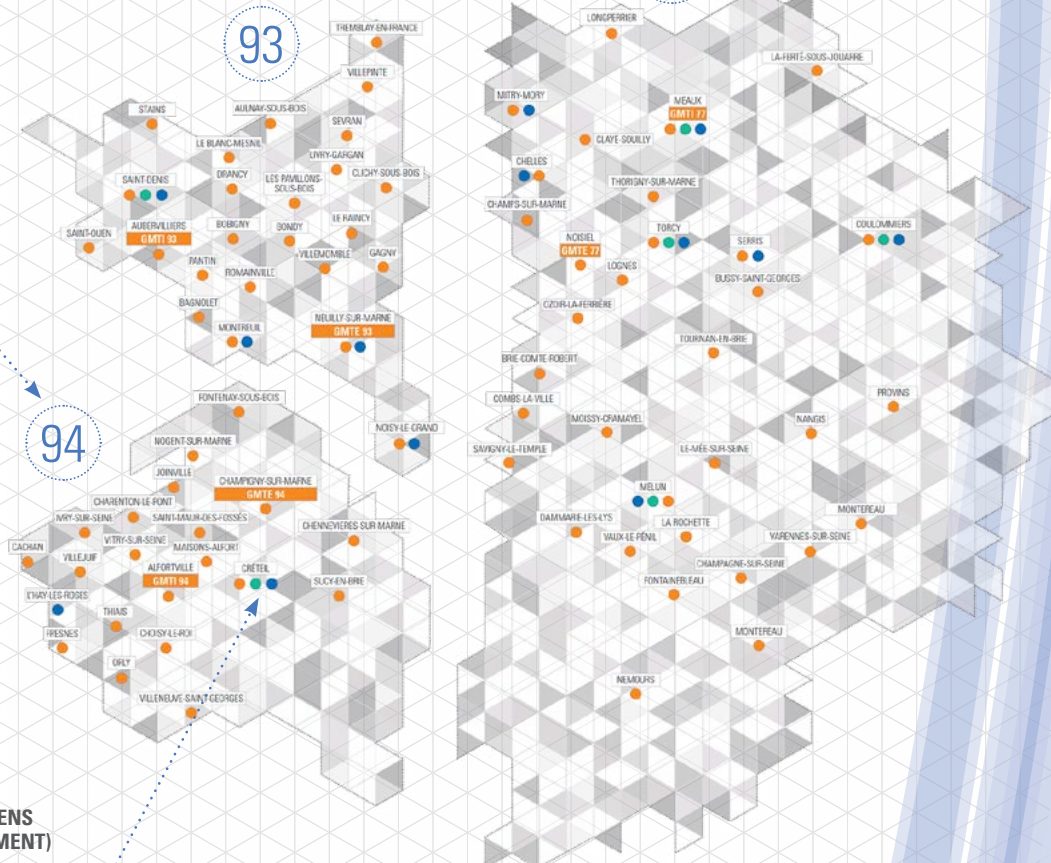 93
TREMBLAY-EN-FRANCE
VILLEPINTE
STAINS
AULNAY-SOUS-BOIS
SEVRAN
LE BLANC-MESNIL
LIVRY-GARGAN
CLICHY-SOUS-BOIS
DRANCY
LES PAVILLONS-
SOUS-BOIS
SAINT-DENIS
AUBERVILLIERS
GMTI 93
BOBIGNY
BONDY
LE RAINCY
SAINT-OUEN
VILLEMOMBLE
GAGNY
PANTIN
ROMAINVILLE
BAGNOLET
MONTREUIL
NEUILLY-SUR-MARNE
GMTE 93
NOISY-LE-GRAND
94
FONTENAY-SOUS-BOIS
NOGENT-SUR-MARNE
JOINVILLE
CHAMPIGNY-SUR-MARNE
GMTE 94
CHARENTON-LE-PONT
IVRY-SUR-SEINE
SAINT-MAUR-DES-FOSSÉS
CHENNEVIERES SUR MARNE
CACHAN
VITRY-SUR-SEINE
MAISONS-ALFORT
VILLEJUIF
ALFORTVILLE
GMTI 94
CRÉTEIL
SUCY-EN-BRIE
L'HAY-LES-ROSES
THIAIS
FRESNES
CHOISY-LE-ROI
ORLY
VILLENEUVE-SAINT-GEORGES
ENS
MENT)
LONGPERRIER
LA-FERTÉ-SOUS-JOUARRE
MITRY-MORY
MEAUX
GMTI 77
CLAYE-SOUILLY
CHELLES
THORIGNY-SUR-MARNE
CHAMPS-SUR-MARNE
NOISIEL
GMTE 77
TORCY
SERRIS
COULOMMIERS
LOGNES
BUSSY-SAINT-GEORGES
OZOIR-LA-FERRIÈRE
TOURNAN-EN-BRIE
BRIE-COMTE-ROBERT
COMBS-LA-VILLE
PROVINS
MOISSY-CRAMAYEL
NANGIS
SAVIGNY-LE-TEMPLE
LE-MÉE-SUR-SEINE
MELUN
DAMMARIE-LES-LYS
LA ROCHETTE
MONTEREAU
VAUX-LE-PÉNIL
VARENNES-SUR-SEINE
CHAMPAGNE-SUR-SEINE
FONTAINEBLEAU
MONTEREAU
NEMOURS